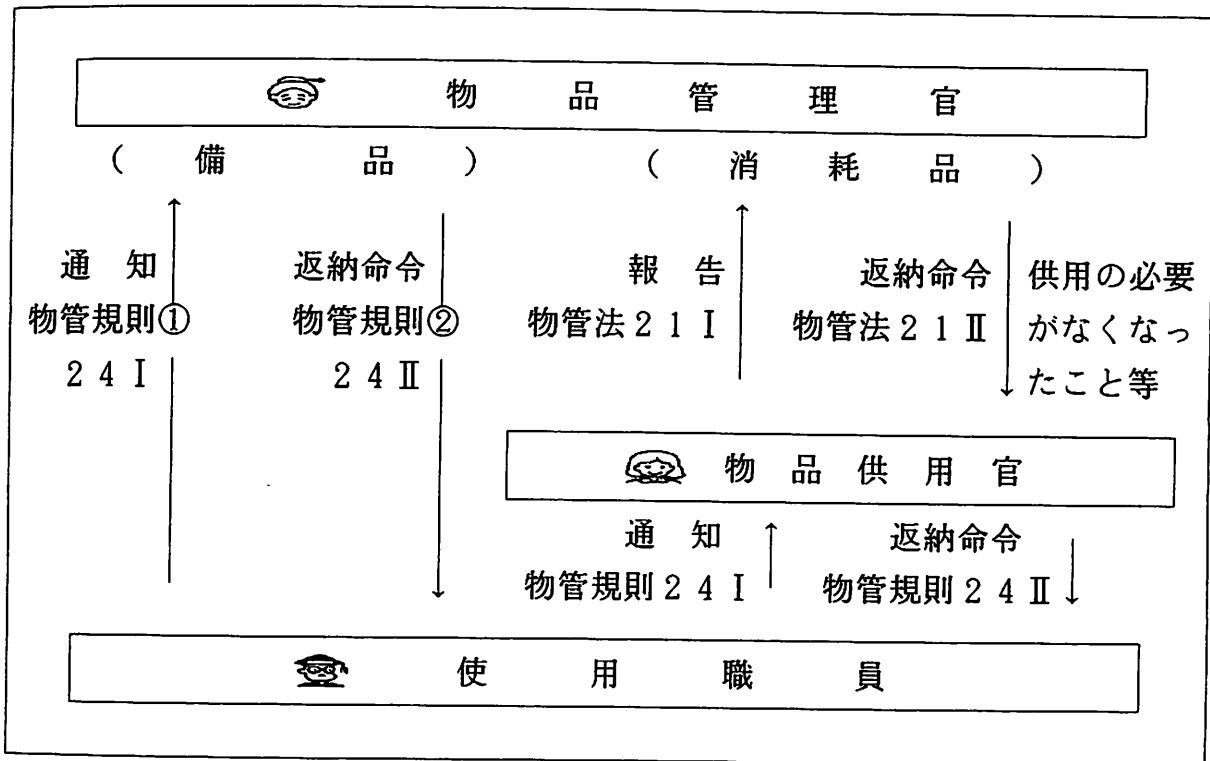 物品管理官
(備品)
(消耗品)
通知
物管規則①
24Ⅰ
返納命令
物管規則②
24Ⅱ
報告
物管法21Ⅰ
返納命令
物管法21Ⅱ
供用の必要
がなくなっ
たこと等
物品供用官
通知
物管規則24Ⅰ
返納命令
物管規則24Ⅱ
使用職員